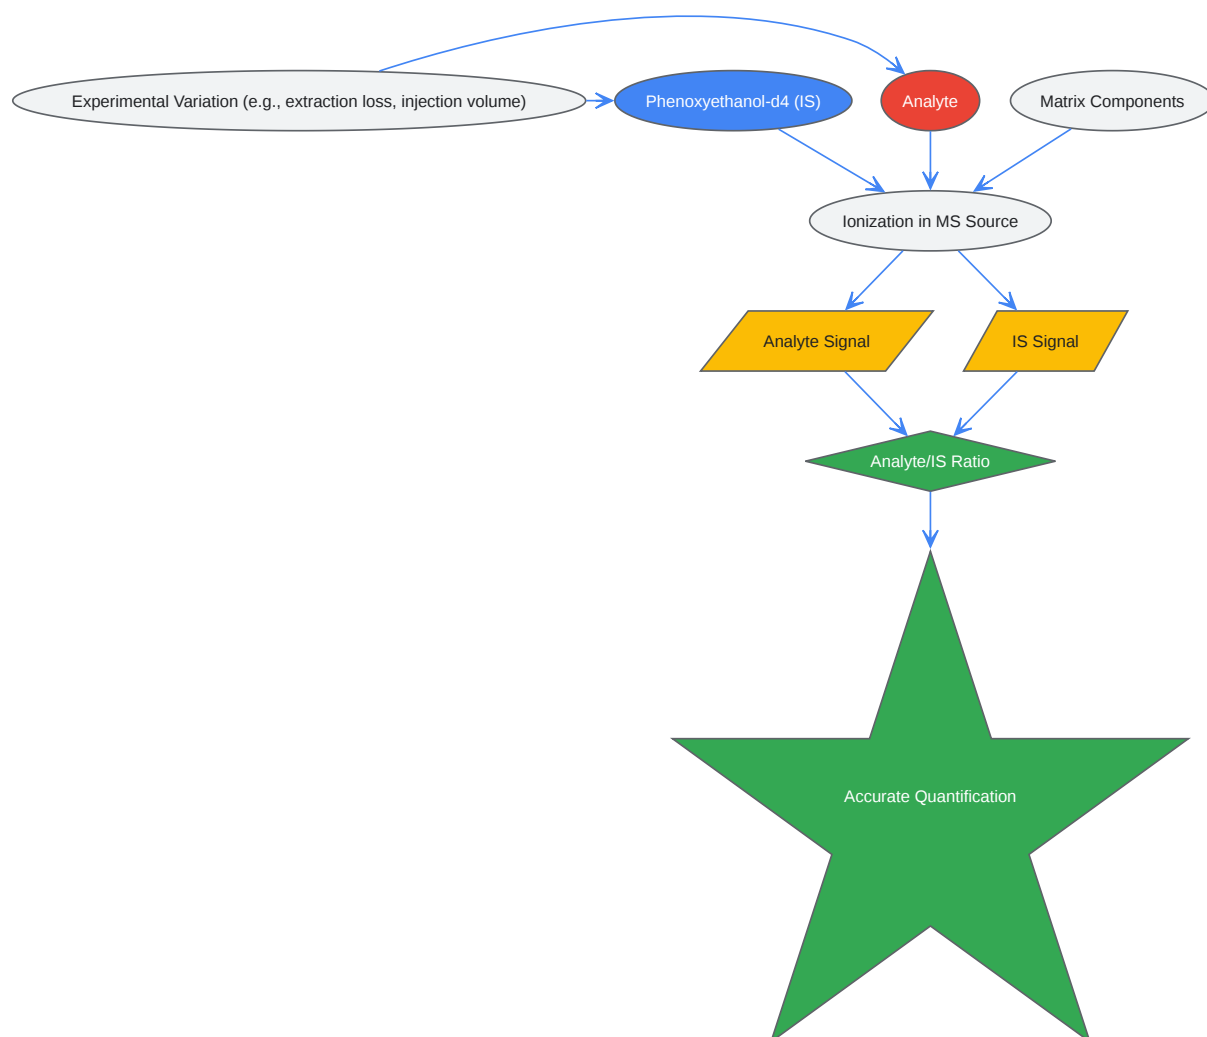 Experimental Variation (e.g., extraction loss, injection volume)
Phenoxyethanol-d4 (IS)
Analyte
Matrix Components
Ionization in MS Source
Analyte Signal
IS Signal
Analyte/IS Ratio
Accurate Quantification